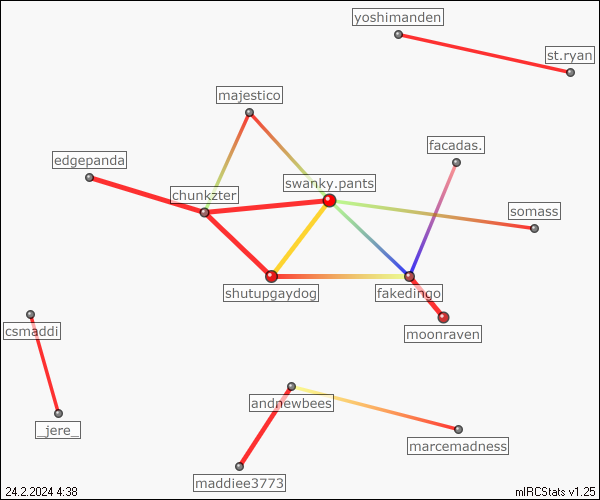 yoshimanden
st.ryan
majestico
facadas.
edgepanda
swanky.pants
chunkzter
somass
shutupgaydog
fakedingo
csmaddi
moonraven
andnewbees
_jere_
marcemadness
maddiee3773
24.2.2024 4:38
mIRCStats v1.25